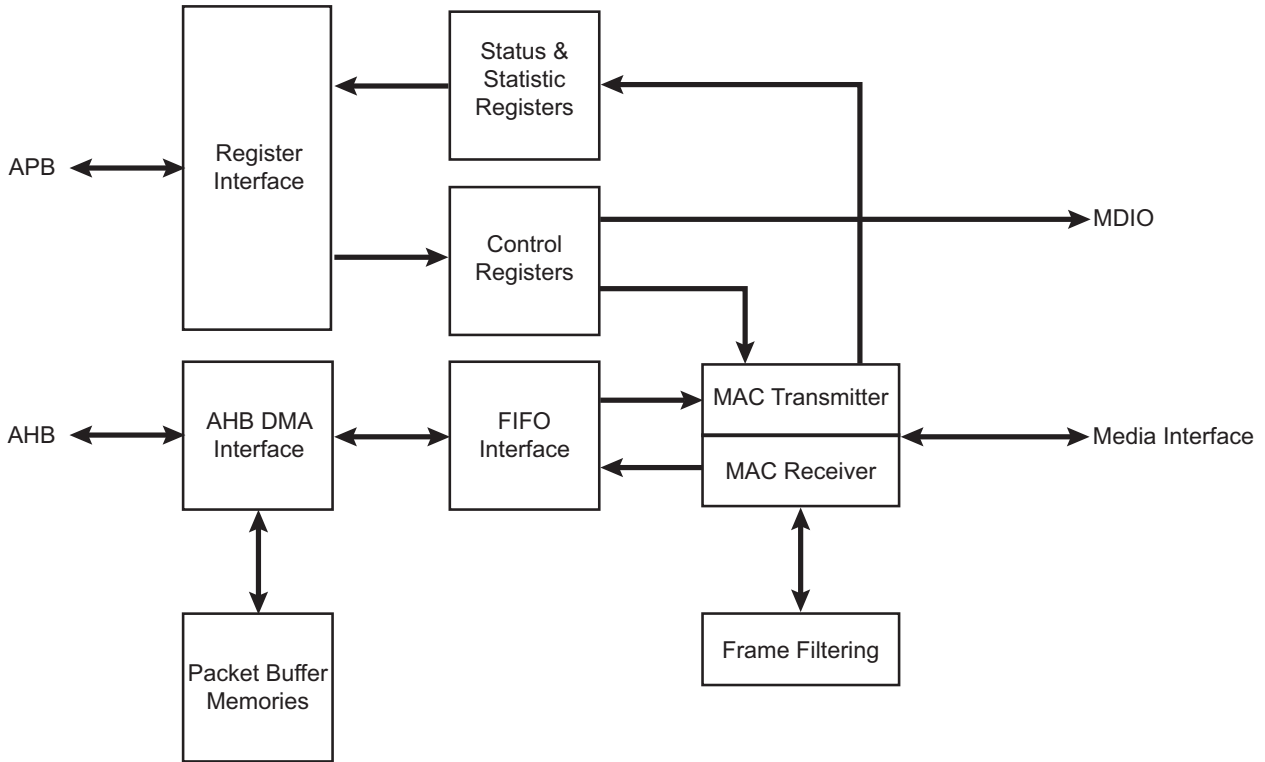 Status &
Statistic
Registers
APB
Register
Interface
Control
Registers
MDIO
AHB
AHB DMA
Interface
FIFO
Interface
MAC Transmitter
MAC Receiver
Media Interface
Packet Buffer
Memories
Frame Filtering